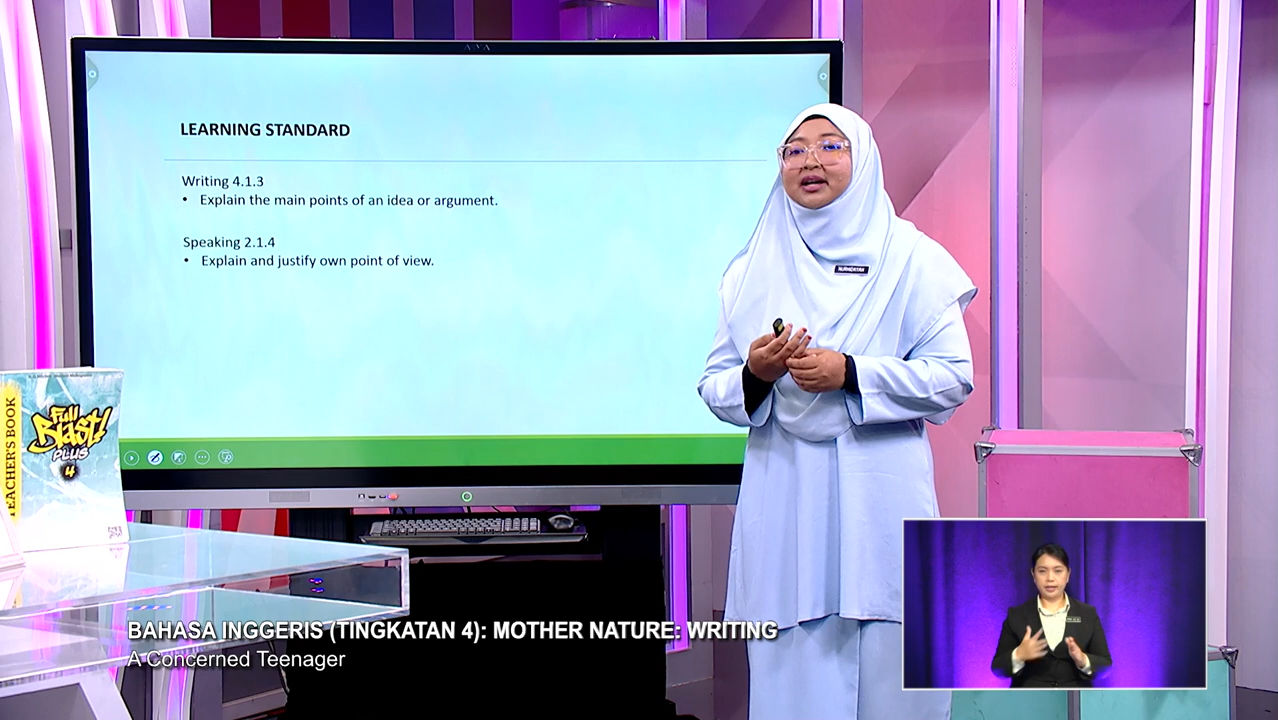 LEARNING STANDARD
Writing 4.1.3
• Explain the main points of an idea or argument.
Speaking 2.1.4
• Explain and justify own point of view.
TEACHER'S BOOK
Full
Blast!
PLUS
4
BAHASA INGGERIS (TINGKATAN 4): MOTHER NATURE: WRITING
A Concerned Teenager